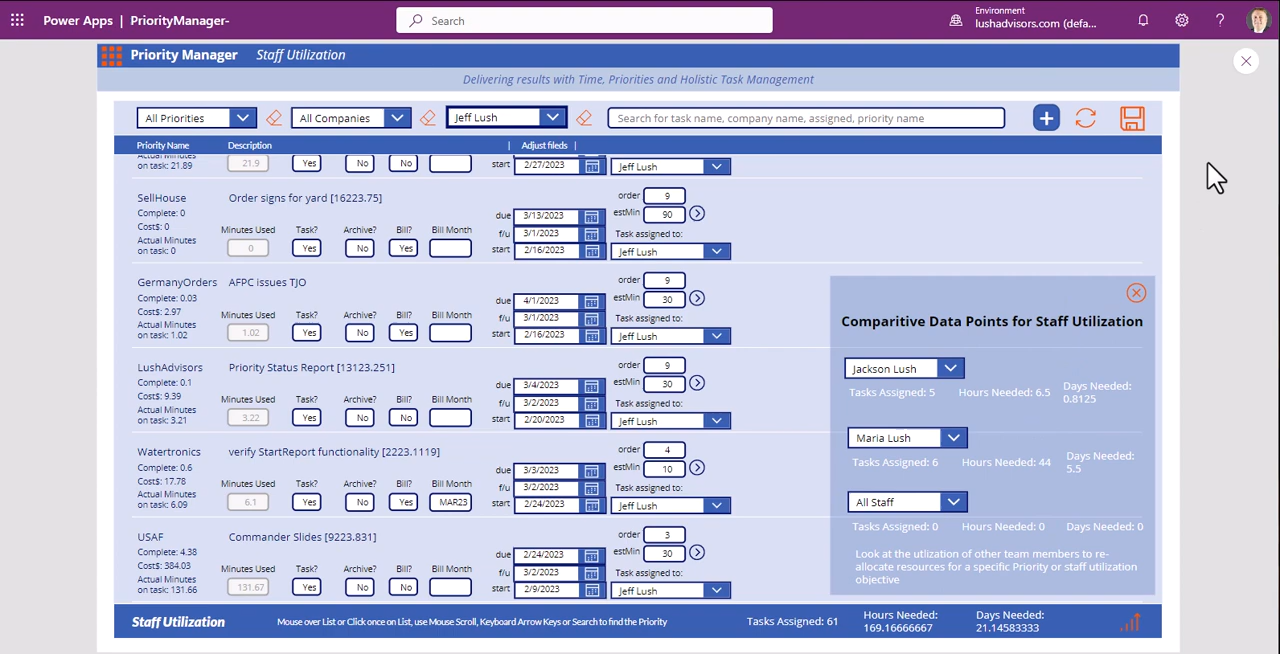 Power Apps | PriorityManager-
Search
Environment
lushadvisors.com (defa...
Priority Manager Staff Utilization
Delivering results with Time, Priorities and Holistic Task Management
All Priorities
All Companies
Jeff Lush
Search for task name, company name, assigned, priority name
Priority Name Description | Adjust fileds |
Actual Minutes
on task: 21.89
21.9 Yes No No
start 2/27/2023 Jeff Lush
SellHouse Order signs for yard [16223.75]
Complete: 0
Cost$: 0
Actual Minutes
on task: 0
Minutes Used Task? Archive? Bill? Bill Month
0 Yes No Yes
order 9
due 3/13/2023 estMin 90
f/u 3/1/2023 Task assigned to:
start 2/16/2023 Jeff Lush
GermanyOrders AFPC issues TJO
Complete: 0.03
Cost$: 2.97
Actual Minutes
on task: 1.02
Minutes Used Task? Archive? Bill? Bill Month
1.02 Yes No Yes
order 9
due 4/1/2023 estMin 30
f/u 3/1/2023 Task assigned to:
start 2/16/2023 Jeff Lush
LushAdvisors Priority Status Report [13123.251]
Complete: 0.1
Cost$: 9.39
Actual Minutes
on task: 3.21
Minutes Used Task? Archive? Bill? Bill Month
3.22 Yes No No
order 9
due 3/4/2023 estMin 30
f/u 3/2/2023 Task assigned to:
start 2/20/2023 Jeff Lush
Watertronics verify StartReport functionality [2223.1119]
Complete: 0.6
Cost$: 17.78
Actual Minutes
on task: 6.09
Minutes Used Task? Archive? Bill? Bill Month
6.1 Yes No Yes MAR23
order 4
due 3/3/2023 estMin 10
f/u 3/2/2023 Task assigned to:
start 2/24/2023 Jeff Lush
USAF Commander Slides [9223.831]
Complete: 4.38
Cost$: 384.03
Actual Minutes
on task: 131.66
Minutes Used Task? Archive? Bill? Bill Month
131.67 Yes No No
order 3
due 2/24/2023 estMin 30
f/u 3/2/2023 Task assigned to:
start 2/9/2023 Jeff Lush
Comparitive Data Points for Staff Utilization
Jackson Lush
Tasks Assigned: 5 Hours Needed: 6.5 Days Needed:
0.8125
Maria Lush
Tasks Assigned: 6 Hours Needed: 44 Days Needed:
5.5
All Staff
Tasks Assigned: 0 Hours Needed: 0 Days Needed: 0
Look at the utlization of other team members to re-
allocate resources for a specific Priority or staff utilization
objective
Staff Utilization Mouse over List or Click once on List, use Mouse Scroll, Keyboard Arrow Keys or Search to find the Priority Tasks Assigned: 61
Hours Needed:
169.16666667
Days Needed:
21.14583333